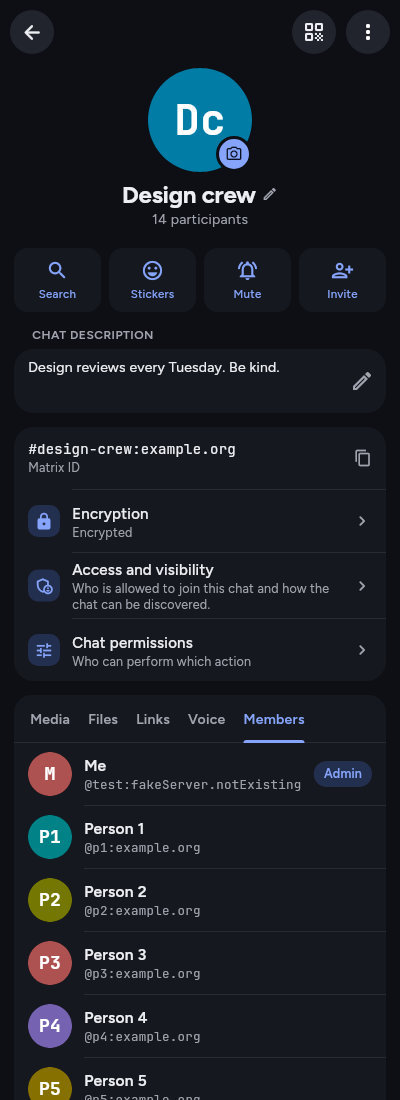 Dc
Design crew
14 participants
Search
Stickers
Mute
Invite
CHAT DESCRIPTION
Design reviews every Tuesday. Be kind.
#design-crew:example.org
Matrix ID
Encryption
Encrypted
Access and visibility
Who is allowed to join this chat and how the
chat can be discovered.
Chat permissions
Who can perform which action
Media
Files
Links
Voice
Members
M
Me
@test:fakeServer.notExisting
Admin
P1
Person 1
@p1:example.org
P2
Person 2
@p2:example.org
P3
Person 3
@p3:example.org
P4
Person 4
@p4:example.org
P5
Person 5
@p5:example.org